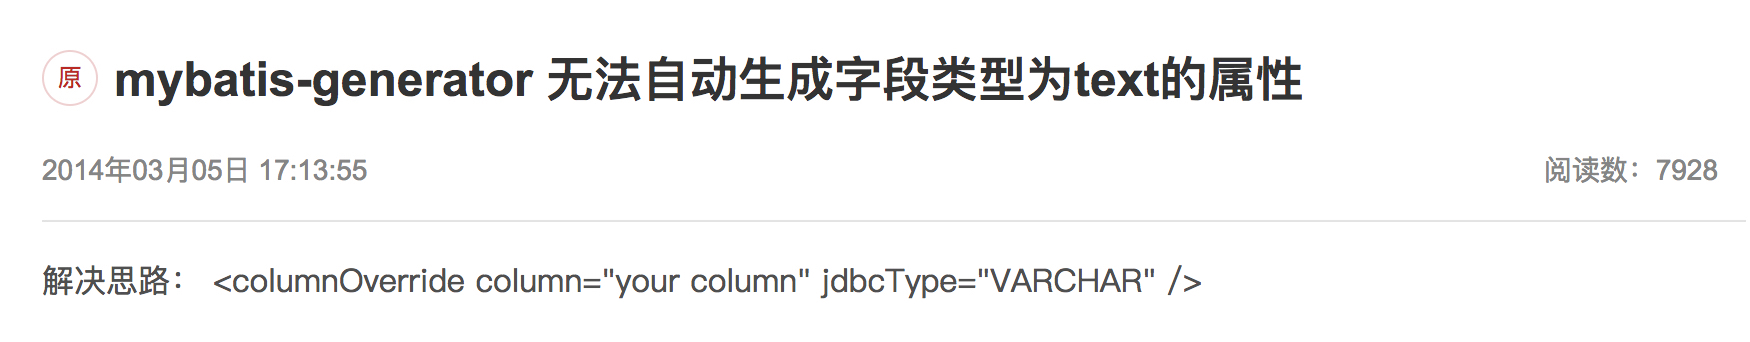 原 mybatis-generator 无法自动生成字段类型为text的属性
2014年03月05日 17:13:55 阅读数：7928
解决思路： <columnOverride column="your column" jdbcType="VARCHAR" />